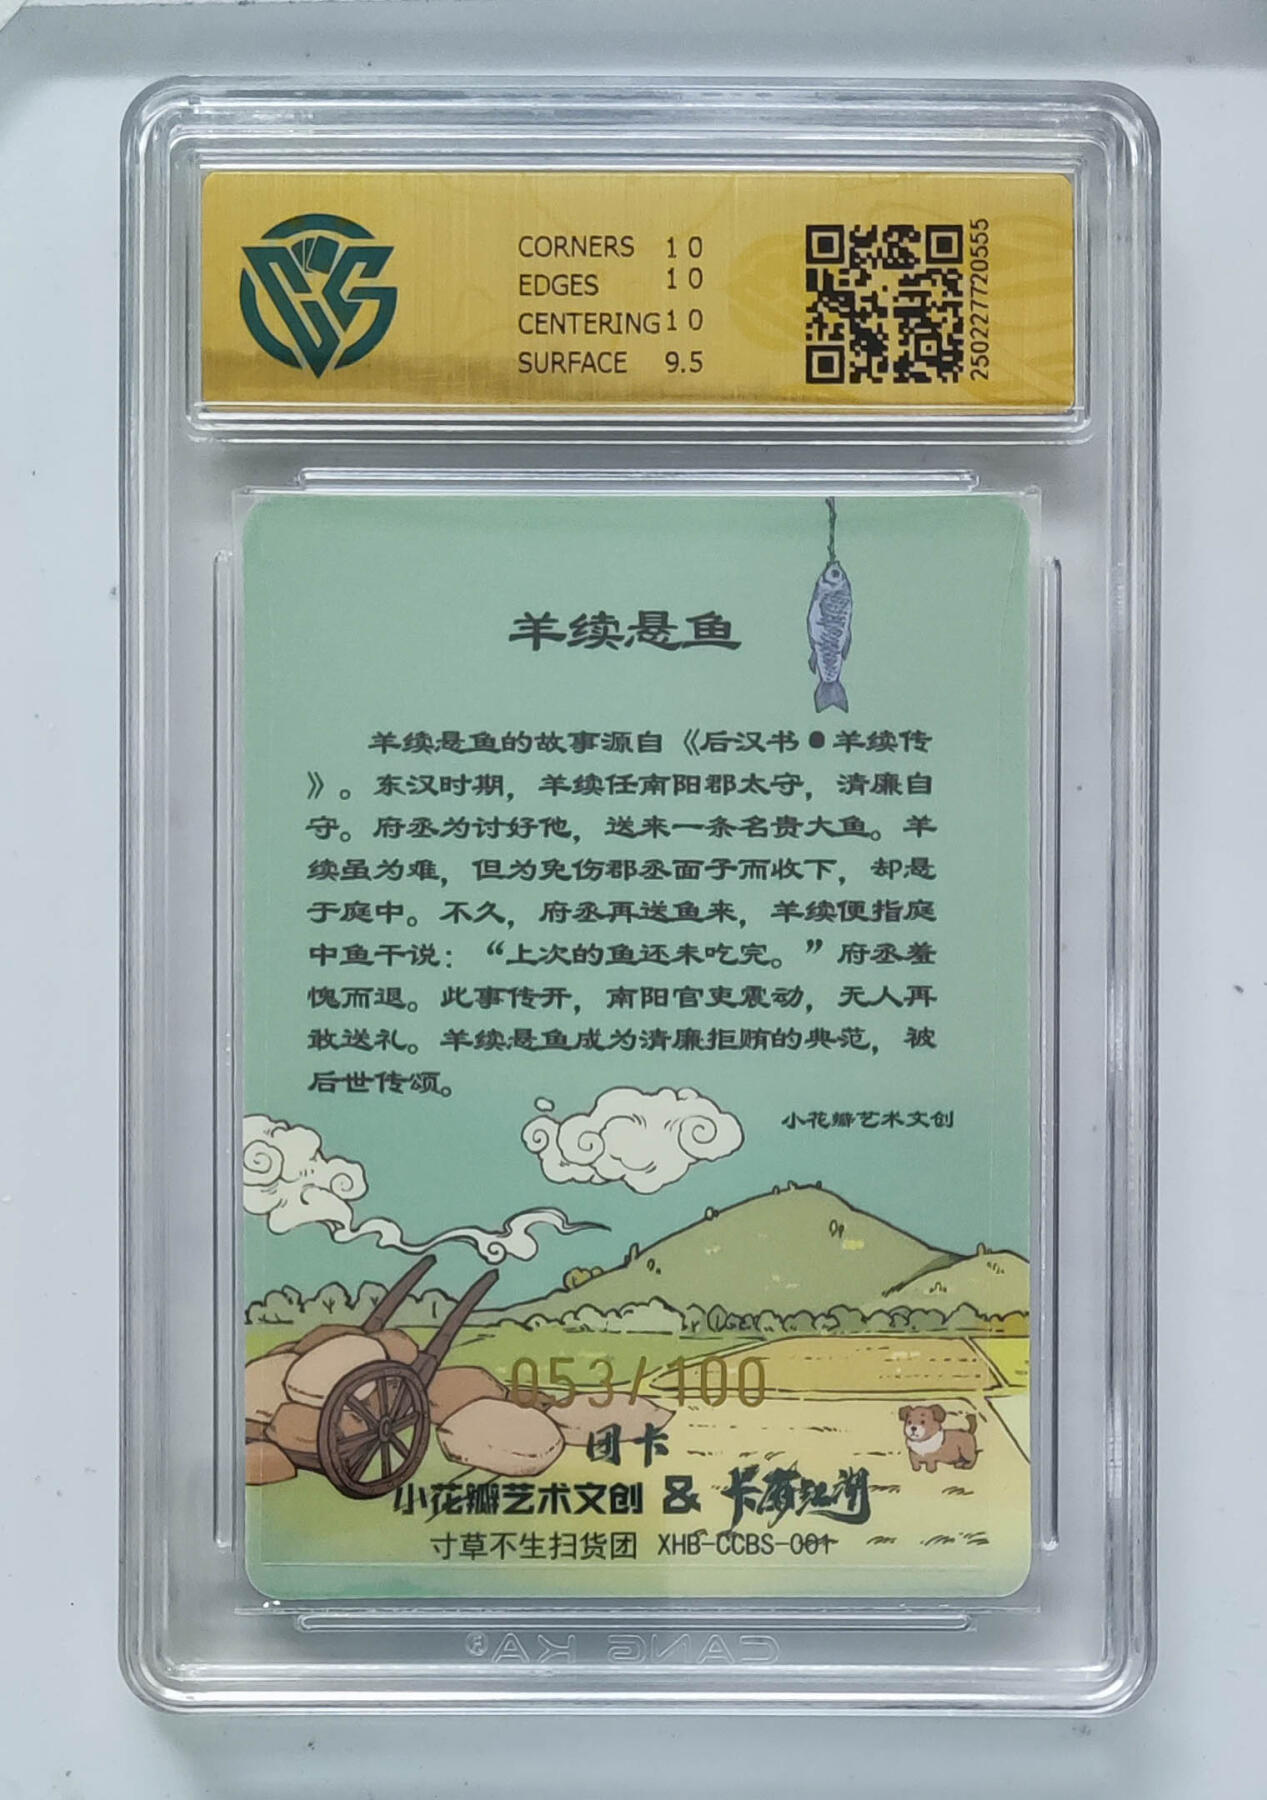 CORNERS 10
EDGES 10
CENTERING 10
SURFACE 9.5
2502277720555
羊续悬鱼
羊续悬鱼的故事源自《后汉书●羊续传
》。东汉时期，羊续任南阳郡太守，清廉自
守。府丞为讨好他，送来一条名贵大鱼。羊
续虽为难，但为免伤郡丞面子而收下，却悬
于庭中。不久，府丞再送鱼来，羊续便指庭
中鱼干说：“上次的鱼还未吃完。”府丞羞
愧而退。此事传开，南阳官吏震动，无人再
敢送礼。羊续悬鱼成为清廉拒贿的典范，被
后世传颂。
小花瓣艺术文创
053/100
团卡
小花瓣艺术文创 & 卡有江湖
寸草不生扫货团 XHB-CCBS-001
CANG KA®